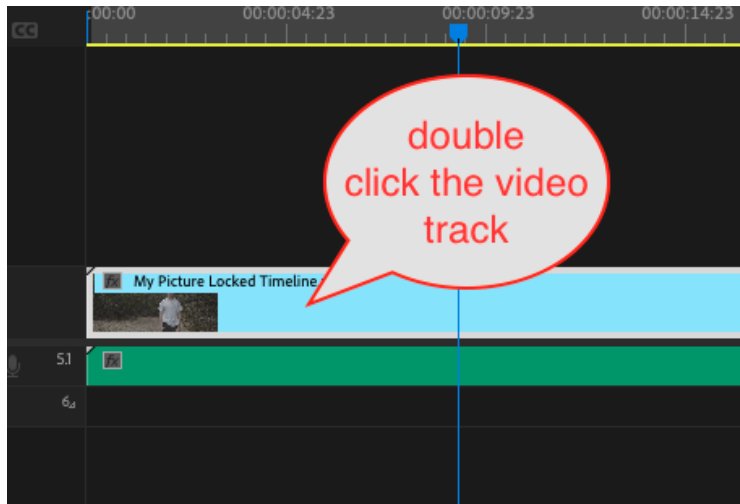 :00:00 00:00:04:23 00:00:09:23 00:00:14:23
CC
double
click the video
track
fx My Picture Locked Timeline
5.1 fx
6